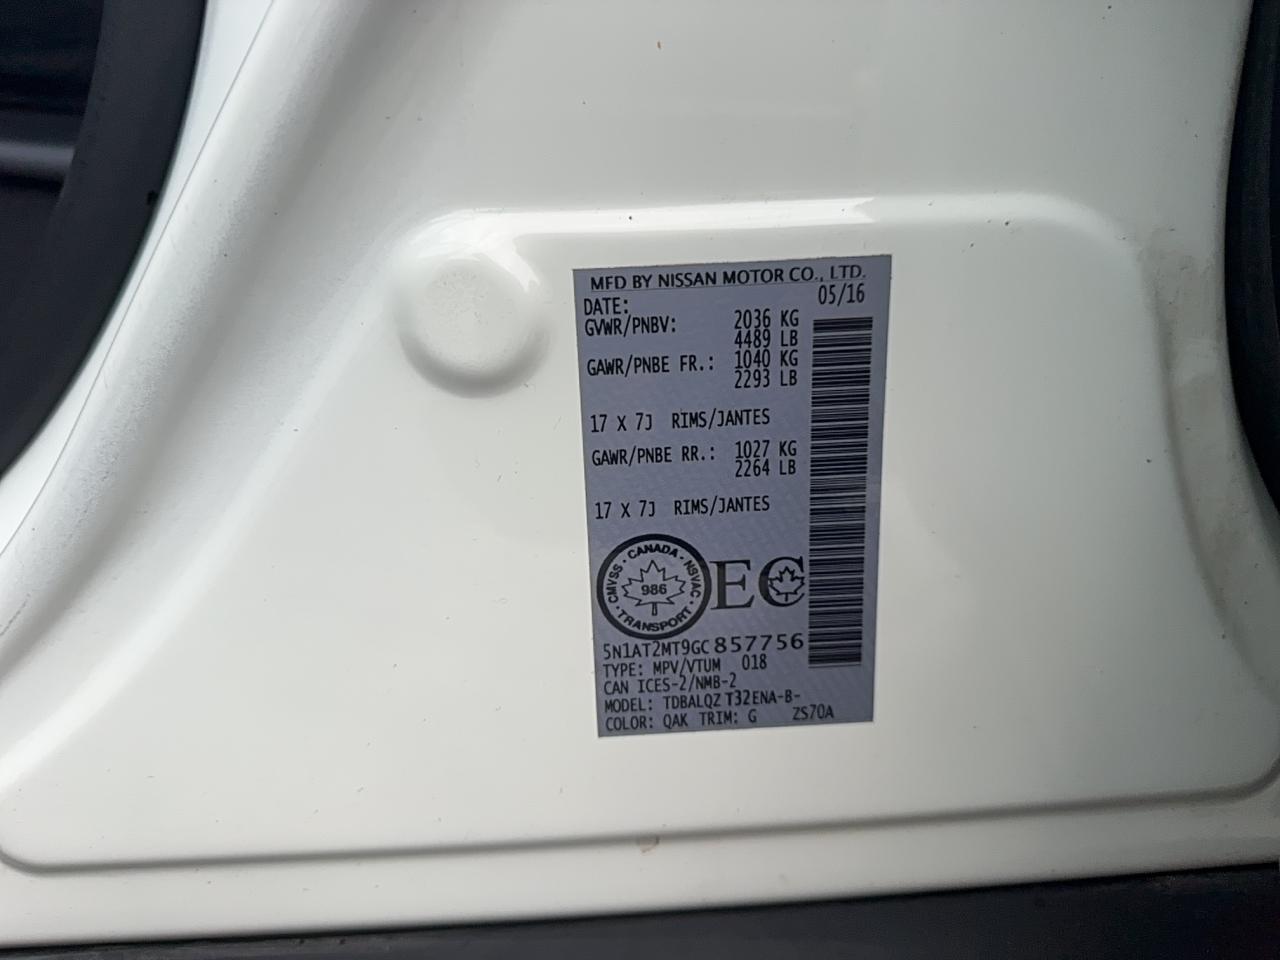 MFD BY NISSAN MOTOR CO., LTD.
DATE: 05/16
GVWR/PNBV: 2036 KG
4489 LB
GAWR/PNBE FR.: 1040 KG
2293 LB
17 X 7J RIMS/JANTES
GAWR/PNBE RR.: 1027 KG
2264 LB
17 X 7J RIMS/JANTES
CMVSS · CANADA · NSVAC · TRANSPORT ·
986
EC
5N1AT2MT9GC857756
TYPE: MPV/VTUM 018
CAN ICES-2/NMB-2
MODEL: TDBALQZ T32ENA-B-
COLOR: QAK TRIM: G ZS70A